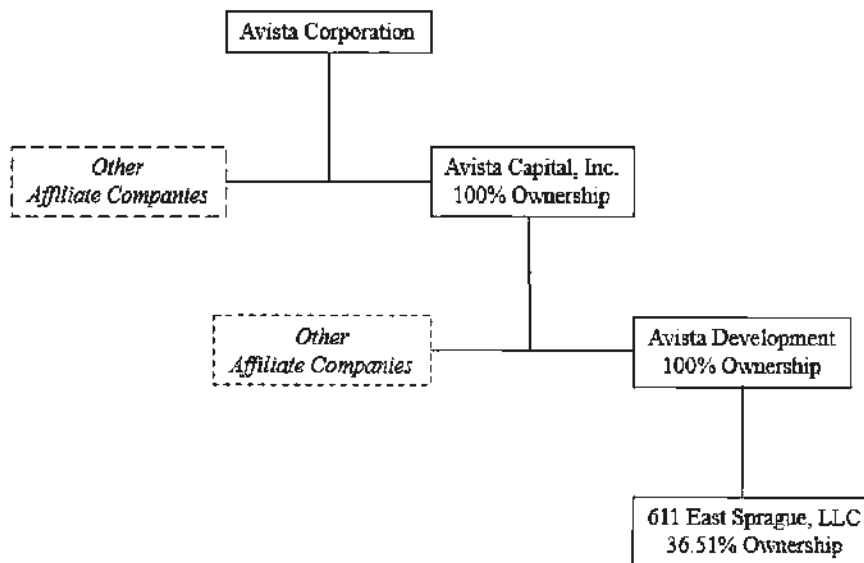 Avista Corporation
Other
Affiliate Companies
Avista Capital, Inc.
100% Ownership
Other
Affiliate Companies
Avista Development
100% Ownership
611 East Sprague, LLC
36.51% Ownership